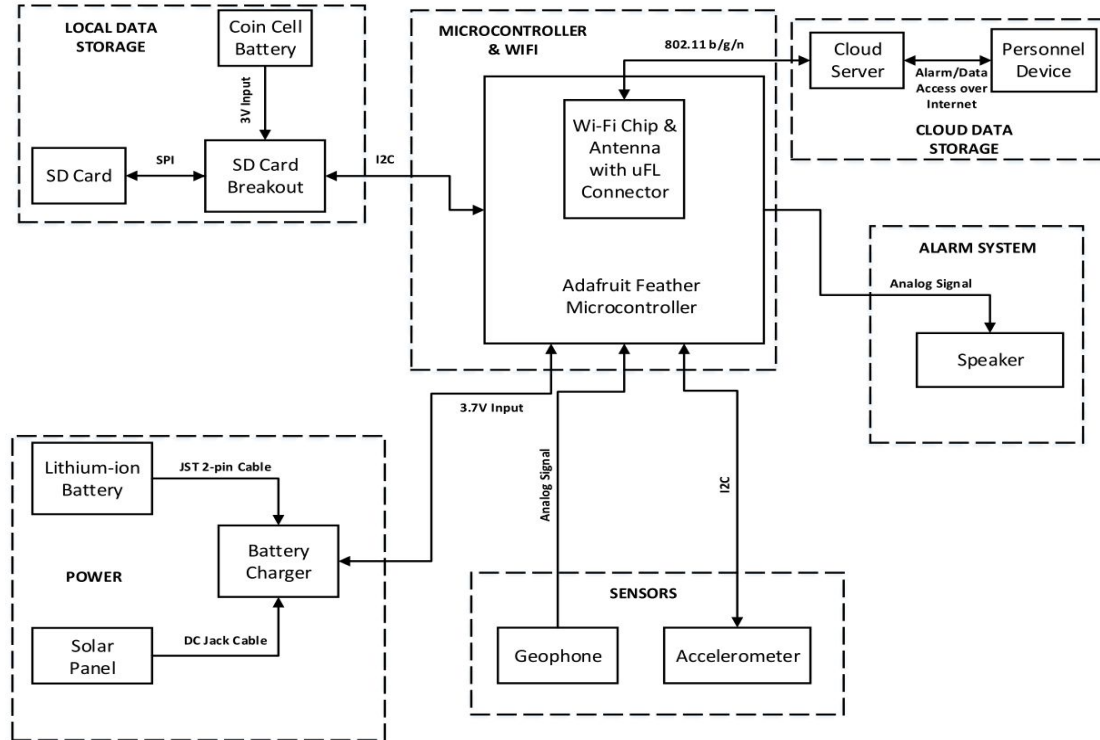 LOCAL DATA
STORAGE
Coin Cell
Battery
3V Input
SD Card
SPI
SD Card
Breakout
I2C
MICROCONTROLLER
& WIFI
802.11 b/g/n
Wi-Fi Chip &
Antenna
with uFL
Connector
Adafruit Feather
Microcontroller
Cloud
Server
Personnel
Device
Alarm/Data
Access over
Internet
CLOUD DATA
STORAGE
ALARM SYSTEM
Analog Signal
Speaker
3.7V Input
Lithium-ion
Battery
JST 2-pin Cable
Battery
Charger
POWER
Solar
Panel
DC Jack Cable
Analog Signal
I2C
SENSORS
Geophone
Accelerometer